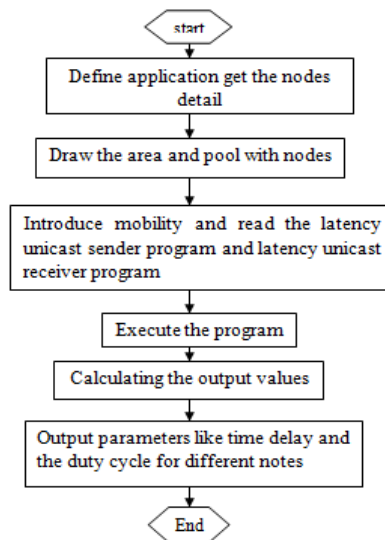 start
Define application get the nodes
detail
Draw the area and pool with nodes
Introduce mobility and read the latency
unicast sender program and latency unicast
receiver program
Execute the program
Calculating the output values
Output parameters like time delay and
the duty cycle for different notes
End